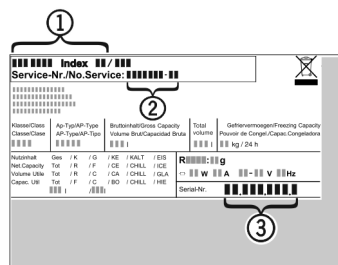 1
Index /
Service-Nr./No.Service: -
2
Klasse/Class Ap-Typ/AP-Type Bruttoinhalt/Gross Capacity Total Gefriervermoegen/Freezing Capacity
Classe/Clase AP-Type/AP-Tipo Volume Brut/Capacidad Bruta volume Pouvoir de Congel./Capac.Congeladora
l l kg / 24 h
Nutzinhalt Ges / K / G / KE / KALT / EIS
Net.Capacity Tot / R / F / CE / CHILL / ICE
Volume Utile Tot / R / C / CA / CHILL / GLA
Capac. Util Tot / F / C / BO / CHILL / HIE
l / l
R : g
W A - V Hz
Serial-Nr. . . .
3